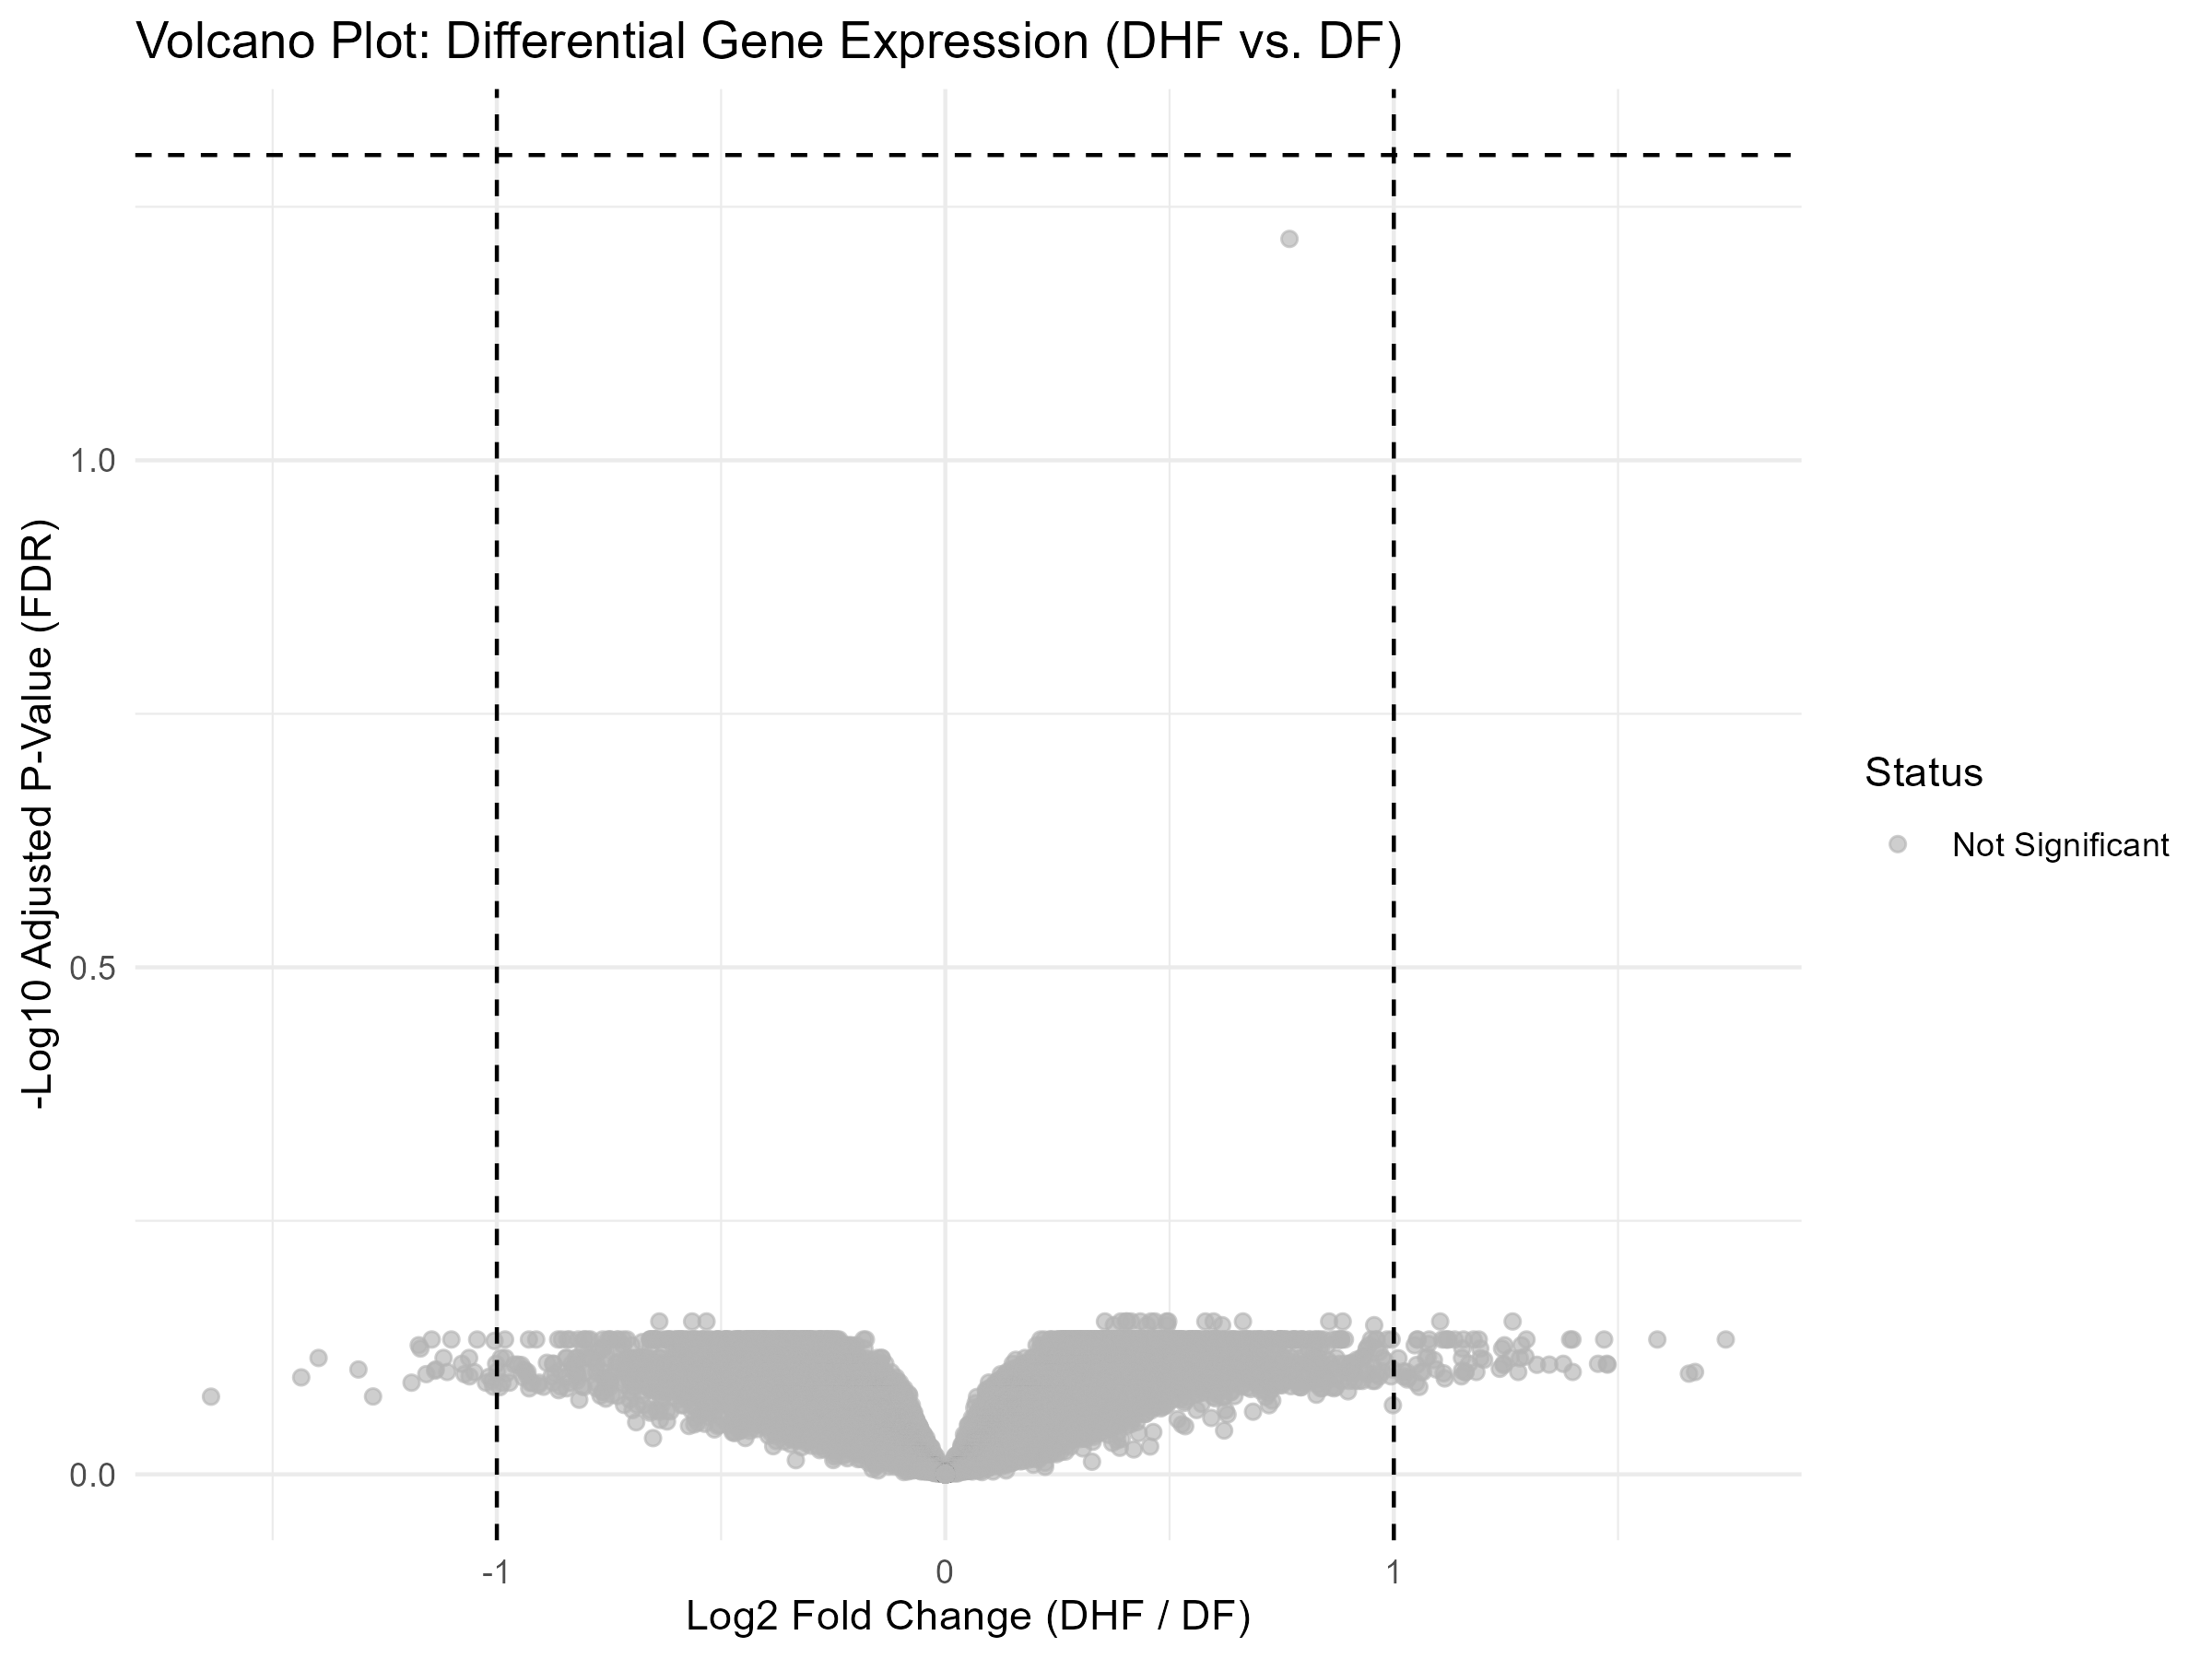 Volcano Plot: Differential Gene Expression (DHF vs. DF)
-Log10 Adjusted P-Value (FDR)
1.0
0.5
0.0
-1
0
1
Log2 Fold Change (DHF / DF)
Status
Not Significant